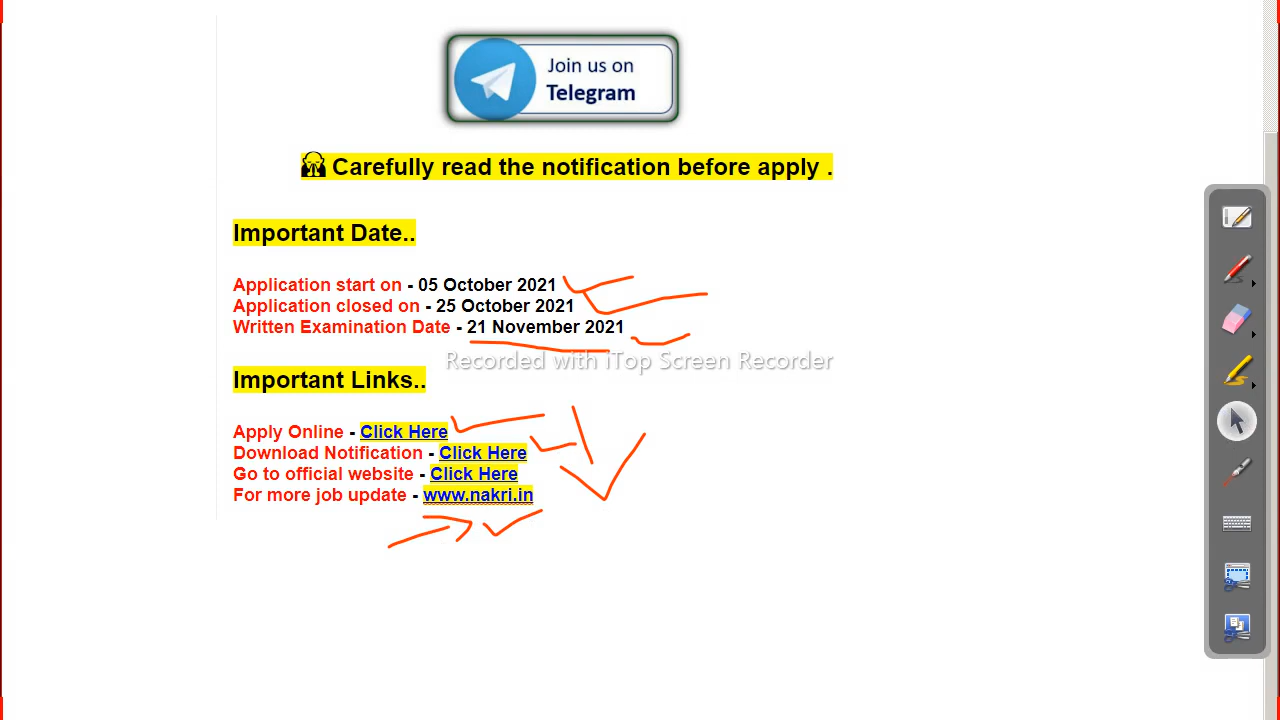 Join us on
Telegram
Carefully read the notification before apply .
Important Date..
Application start on - 05 October 2021
Application closed on - 25 October 2021
Written Examination Date - 21 November 2021
Recorded with iTop Screen Recorder
Important Links..
Apply Online - Click Here
Download Notification - Click Here
Go to official website - Click Here
For more job update - www.nakri.in